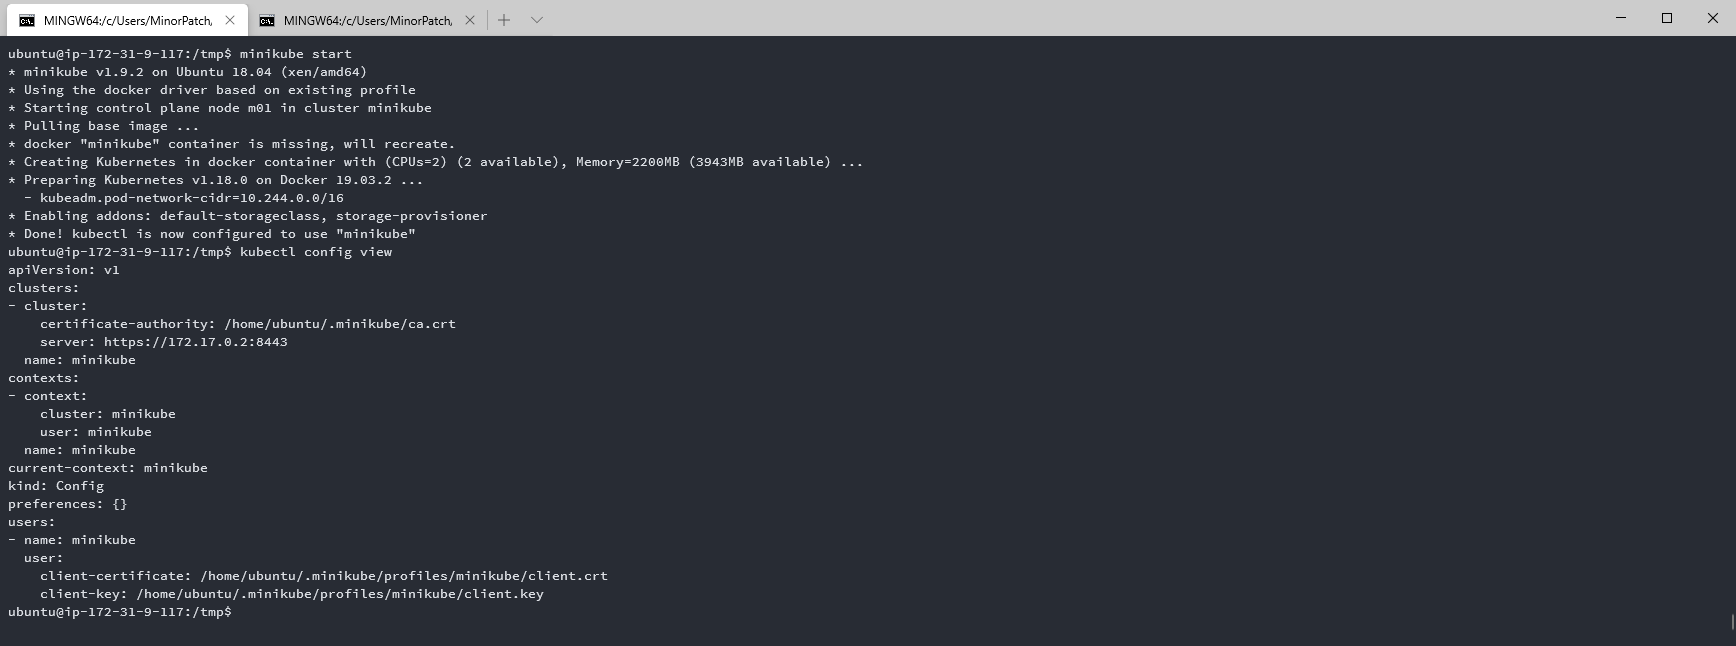 MINGW64:/c/Users/MinorPatch, MINGW64:/c/Users/MinorPatch,
ubuntu@ip-172-31-9-117:/tmp$ minikube start
* minikube v1.9.2 on Ubuntu 18.04 (xen/amd64)
* Using the docker driver based on existing profile
* Starting control plane node m01 in cluster minikube
* Pulling base image ...
* docker "minikube" container is missing, will recreate.
* Creating Kubernetes in docker container with (CPUs=2) (2 available), Memory=2200MB (3943MB available) ...
* Preparing Kubernetes v1.18.0 on Docker 19.03.2 ...
  - kubeadm.pod-network-cidr=10.244.0.0/16
* Enabling addons: default-storageclass, storage-provisioner
* Done! kubectl is now configured to use "minikube"
ubuntu@ip-172-31-9-117:/tmp$ kubectl config view
apiVersion: v1
clusters:
- cluster:
    certificate-authority: /home/ubuntu/.minikube/ca.crt
    server: https://172.17.0.2:8443
  name: minikube
contexts:
- context:
    cluster: minikube
    user: minikube
  name: minikube
current-context: minikube
kind: Config
preferences: {}
users:
- name: minikube
  user:
    client-certificate: /home/ubuntu/.minikube/profiles/minikube/client.crt
    client-key: /home/ubuntu/.minikube/profiles/minikube/client.key
ubuntu@ip-172-31-9-117:/tmp$